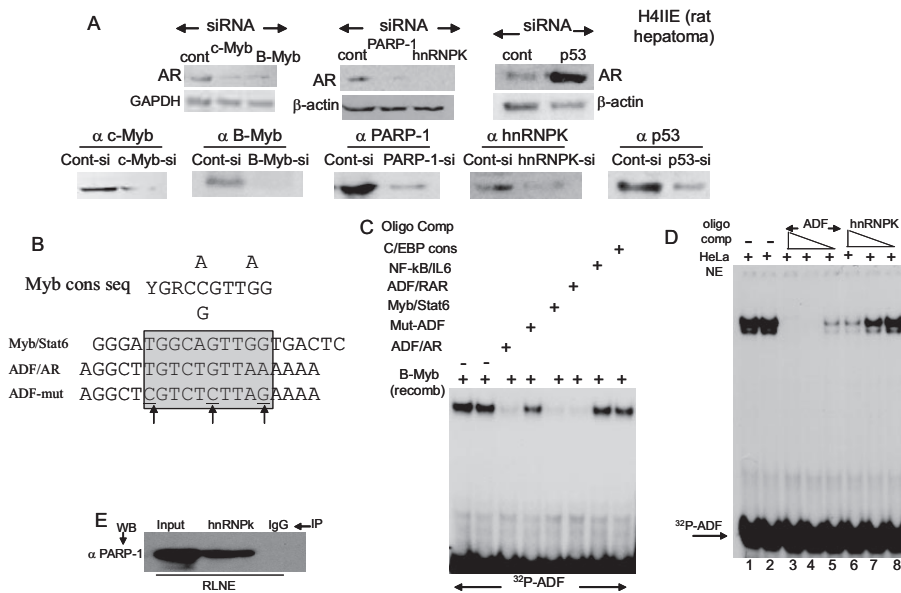 A
siRNA
siRNA
siRNA
H4IIE (rat
hepatoma)
cont c-Myb B-Myb
cont PARP-1 hnRNPK
cont p53
AR
AR
AR
GAPDH
β-actin
β-actin
α c-Myb
α B-Myb
α PARP-1
α hnRNPK
α p53
Cont-si c-Myb-si
Cont-si B-Myb-si
Cont-si PARP-1-si
Cont-si hnRNPK-si
Cont-si p53-si
B
A A
Myb cons seq YGRCCGTTGG
G
Myb/Stat6 GGGATGGCAGTTGGTGACTC
ADF/AR AGGCTTGTCTGTTAAAAAAA
ADF-mut AGGCTCGTCTCTTAGAAAA
C
Oligo Comp
C/EBP cons +
NF-kB/IL6 +
ADF/RAR +
Myb/Stat6 +
Mut-ADF +
ADF/AR +
- -
B-Myb + + + + + + + +
(recomb)
32P-ADF
D
oligo
comp
- - ADF hnRNPK
HeLa + + + + + + + +
NE
32P-ADF
1 2 3 4 5 6 7 8
E
WB Input hnRNPk IgG IP
α PARP-1
RLNE